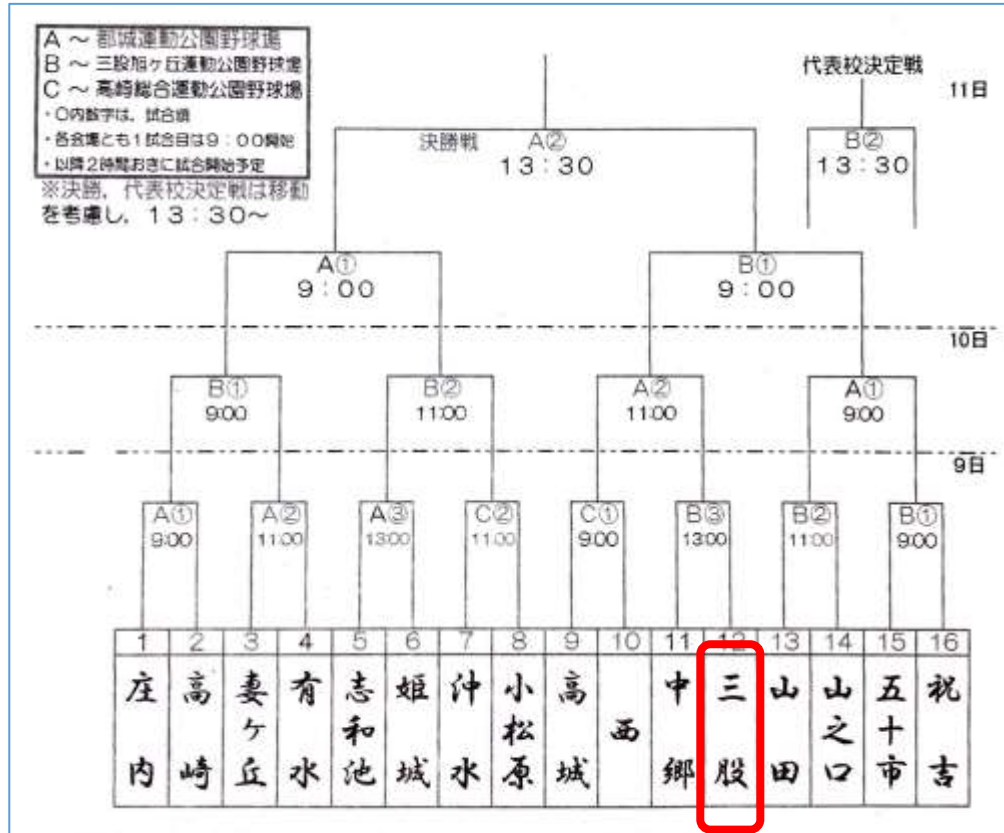 A ～ 都城運動公園野球場
B ～ 三股旭ヶ丘運動公園野球場
C ～ 高崎総合運動公園野球場
・〇内数字は、試合順
・各会場とも1試合目は9：00開始
・以降2時間おきに試合開始予定
※決勝，代表校決定戦は移動
を考慮し，13：30～
代表校決定戦
11日
決勝戦 A②
13：30
B②
13：30
A①
9：00
B①
9：00
10日
B①
9:00
B②
11:00
A②
11:00
A①
9:00
9日
A①
9:00
A②
11:00
A③
13:00
C②
11:00
C①
9:00
B③
13:00
B②
11:00
B①
9:00
1 2 3 4 5 6 7 8 9 10 11 12 13 14 15 16
庄内
高崎
妻ヶ丘
有水
志和池
姫城
沖水
小松原
高城
西
中郷
三股
山田
山之口
五十市
祝吉